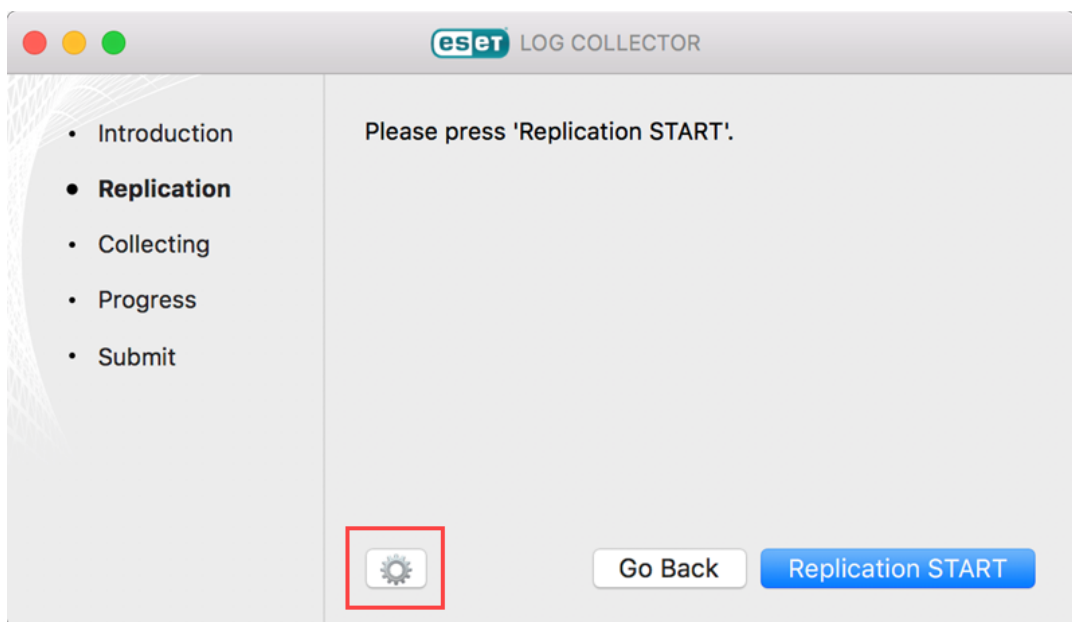 eset LOG COLLECTOR
Introduction
Replication
Collecting
Progress
Submit
Please press 'Replication START'.
Go Back
Replication START